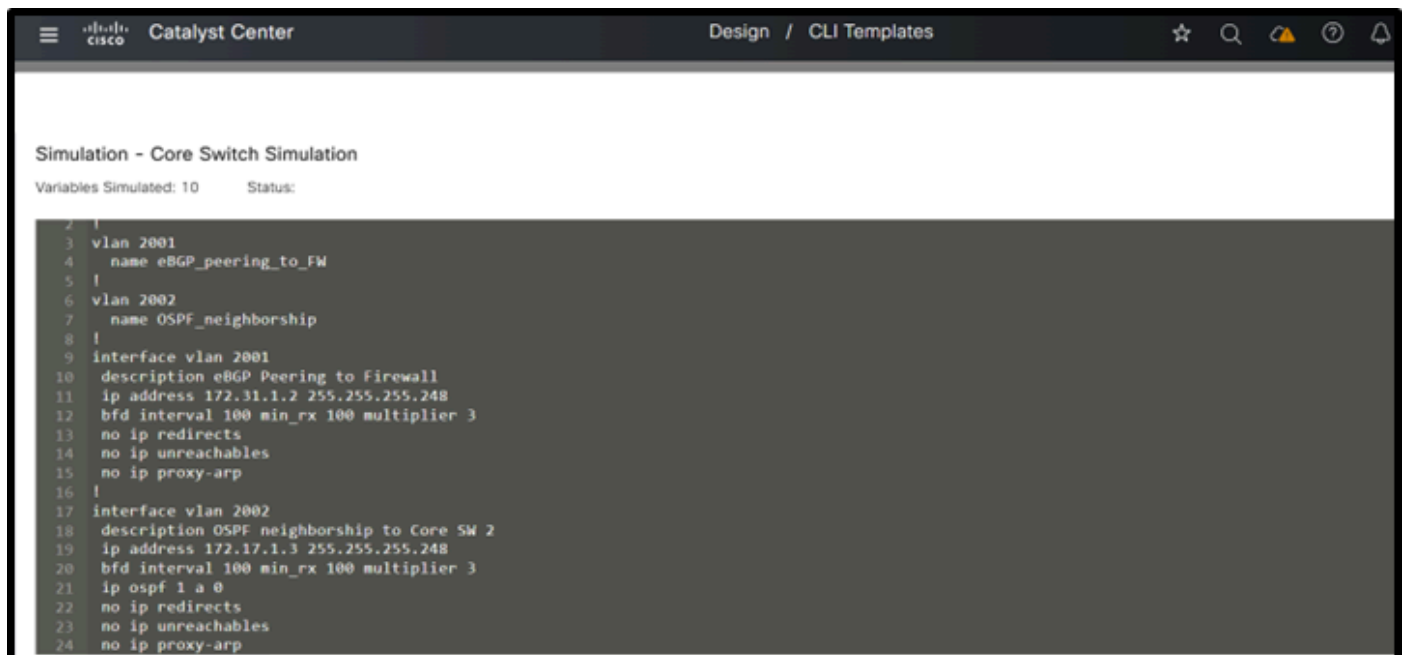 CISCO Catalyst Center Design / CLI Templates
Simulation - Core Switch Simulation
Variables Simulated: 10 Status:
2 !
3 vlan 2001
4 name eBGP_peering_to_FW
5 !
6 vlan 2002
7 name OSPF_neighborship
8 !
9 interface vlan 2001
10 description eBGP Peering to Firewall
11 ip address 172.31.1.2 255.255.255.248
12 bfd interval 100 min_rx 100 multiplier 3
13 no ip redirects
14 no ip unreachables
15 no ip proxy-arp
16 !
17 interface vlan 2002
18 description OSPF neighborship to Core SW 2
19 ip address 172.17.1.3 255.255.255.248
20 bfd interval 100 min_rx 100 multiplier 3
21 ip ospf 1 a 0
22 no ip redirects
23 no ip unreachables
24 no ip proxy-arp